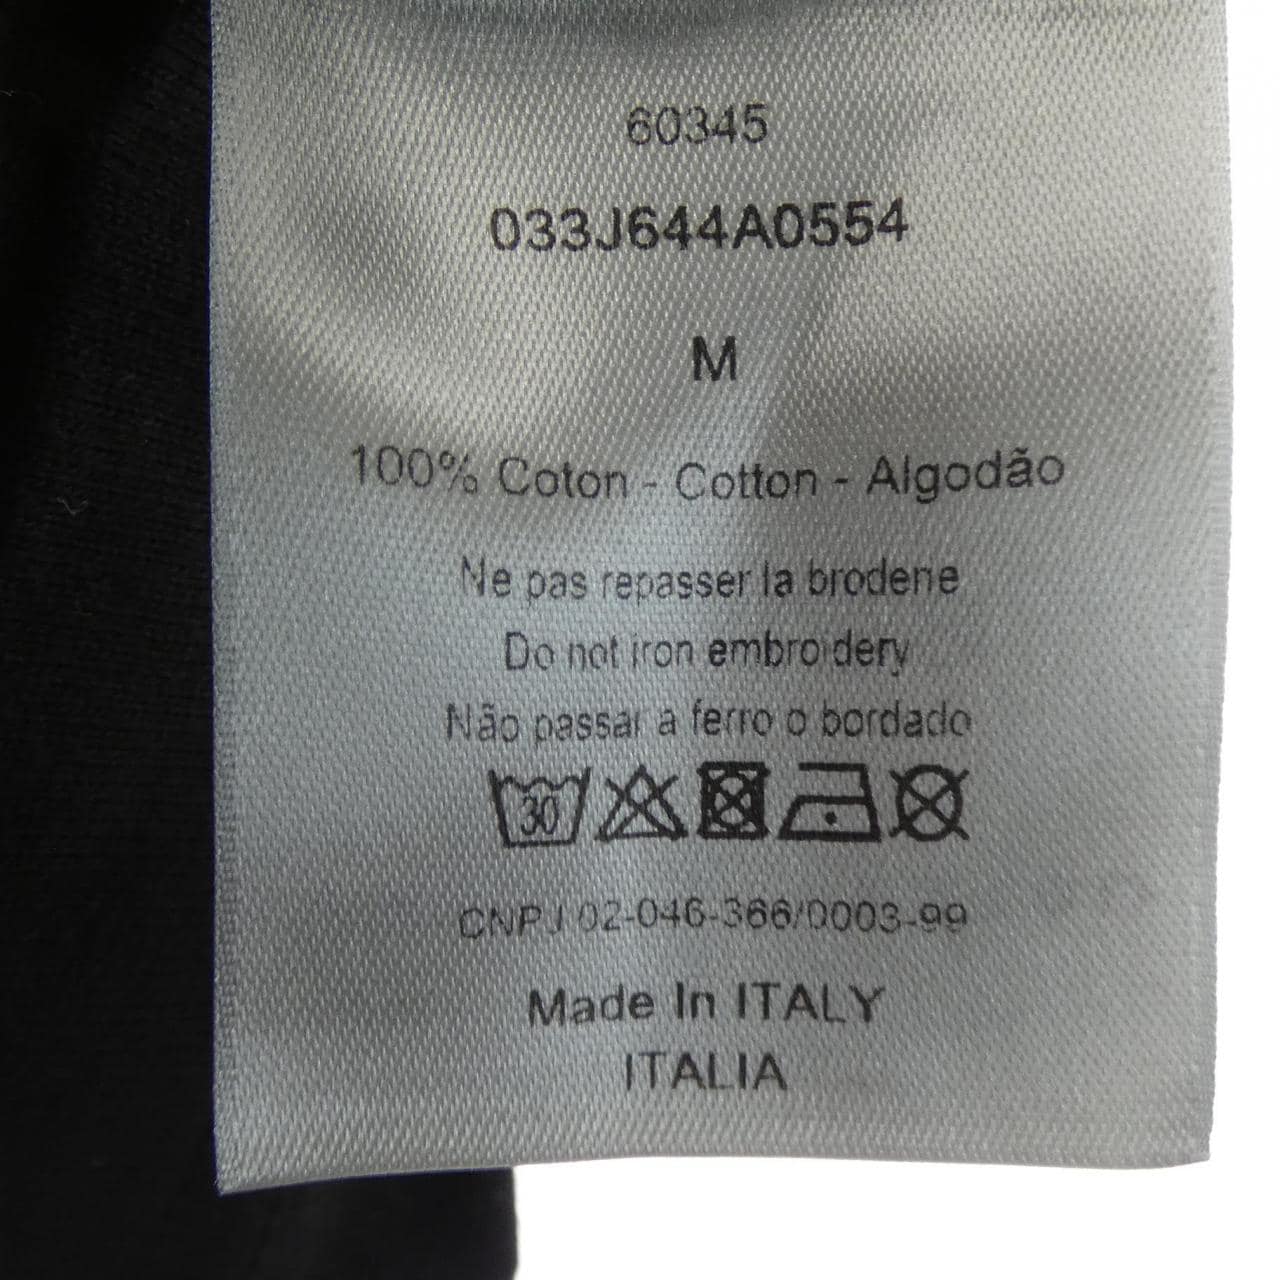 60345
033J644A0554
M
100% Coton - Cotton - Algodão
Ne pas repasser la broderie
Do not iron embroidery
Não passar a ferro o bordado
30
CNPJ 02-046-366/0003-99
Made In ITALY
ITALIA